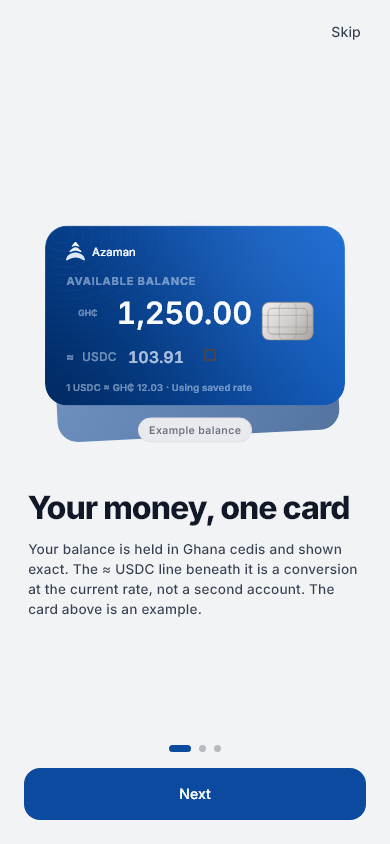 Skip
Azaman
AVAILABLE BALANCE
GH₵ 1,250.00
≈ USDC 103.91
1 USDC ≈ GH₵ 12.03 · Using saved rate
Example balance
Your money, one card
Your balance is held in Ghana cedis and shown
exact. The ≈ USDC line beneath it is a conversion
at the current rate, not a second account. The
card above is an example.
Next